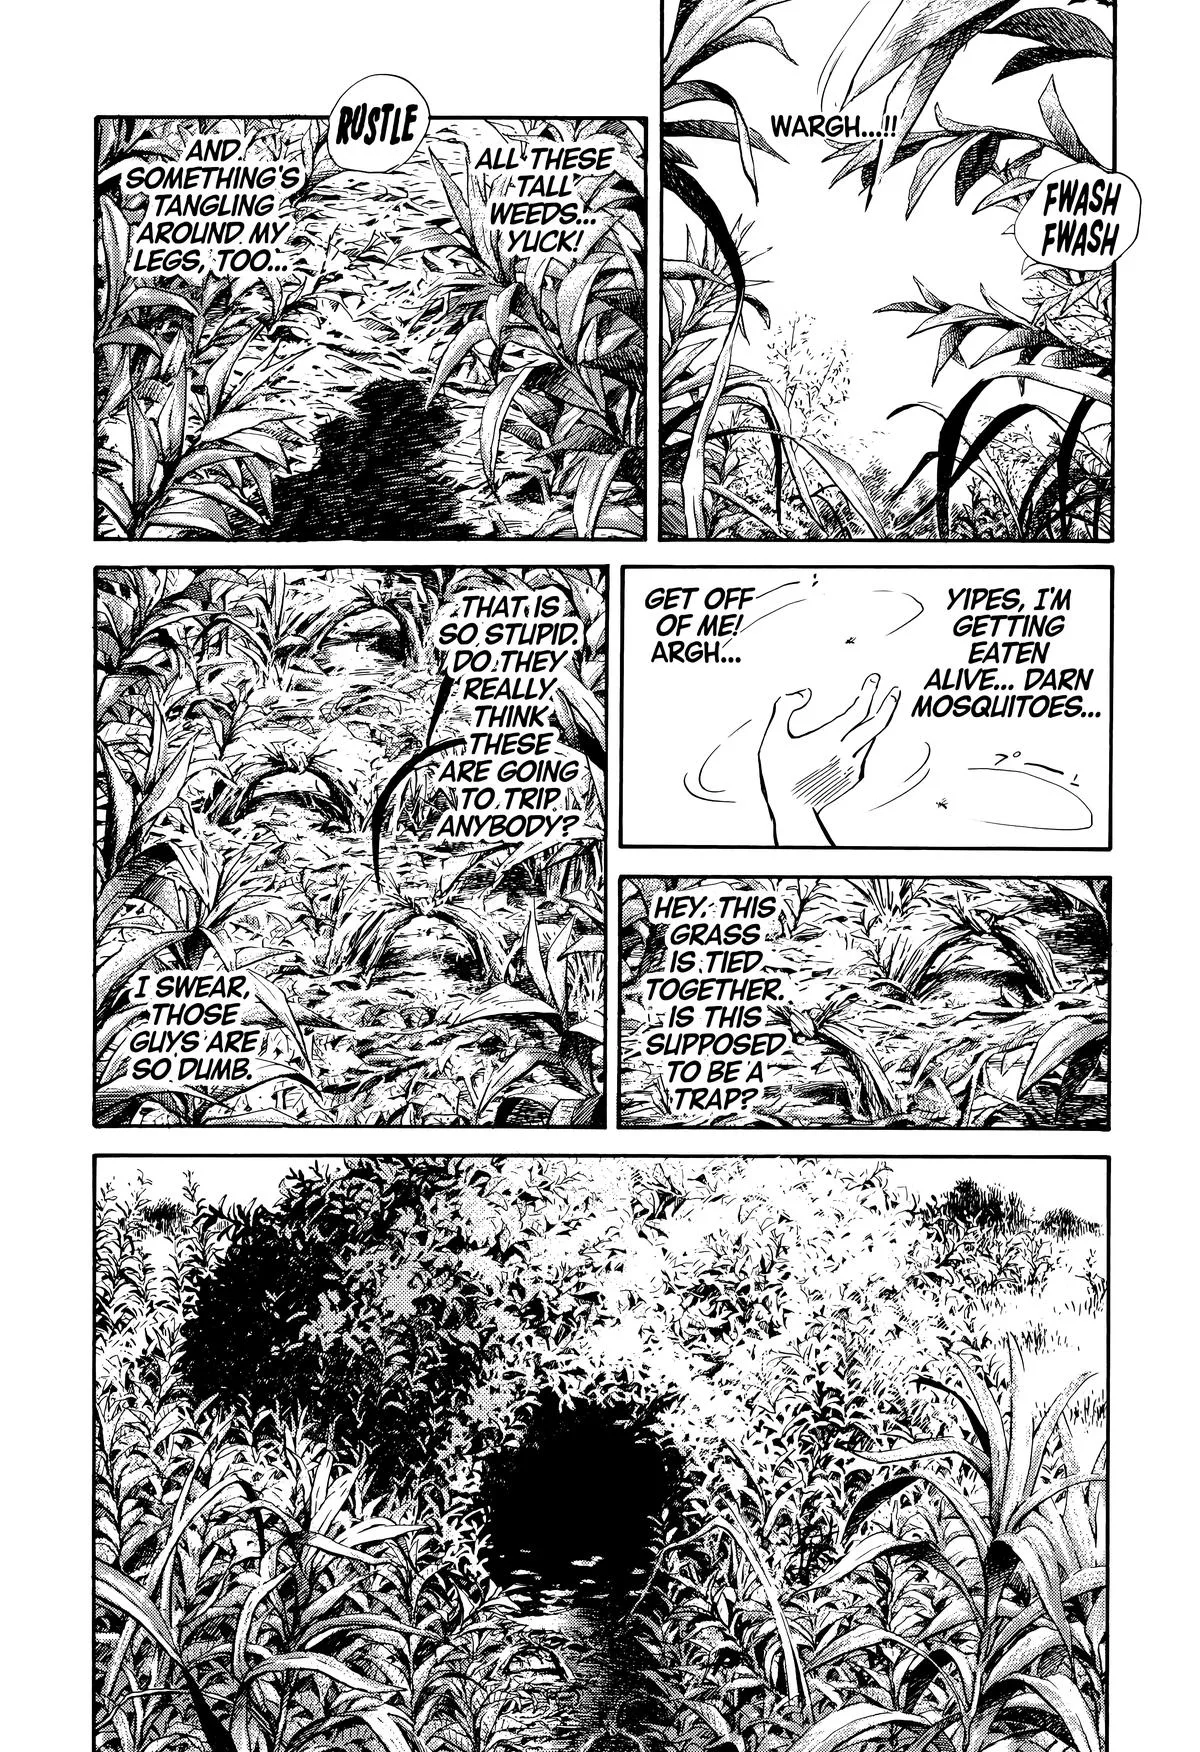 WARGH...!!
FWASH
FWASH
RUSTLE
ALL THESE
TALL
WEEDS...
YUCK!
AND
SOMETHING'S
TANGLING
AROUND MY
LEGS, TOO...
YIPES, I'M
GETTING
EATEN
ALIVE... DARN
MOSQUITOES...
GET OFF
OF ME!
ARGH...
プーン
HEY, THIS
GRASS
IS TIED
TOGETHER.
IS THIS
SUPPOSED
TO BE A
TRAP?
THAT IS
SO STUPID.
DO THEY
REALLY
THINK
THESE
ARE GOING
TO TRIP
ANYBODY?
I SWEAR,
THOSE
GUYS ARE
SO DUMB.